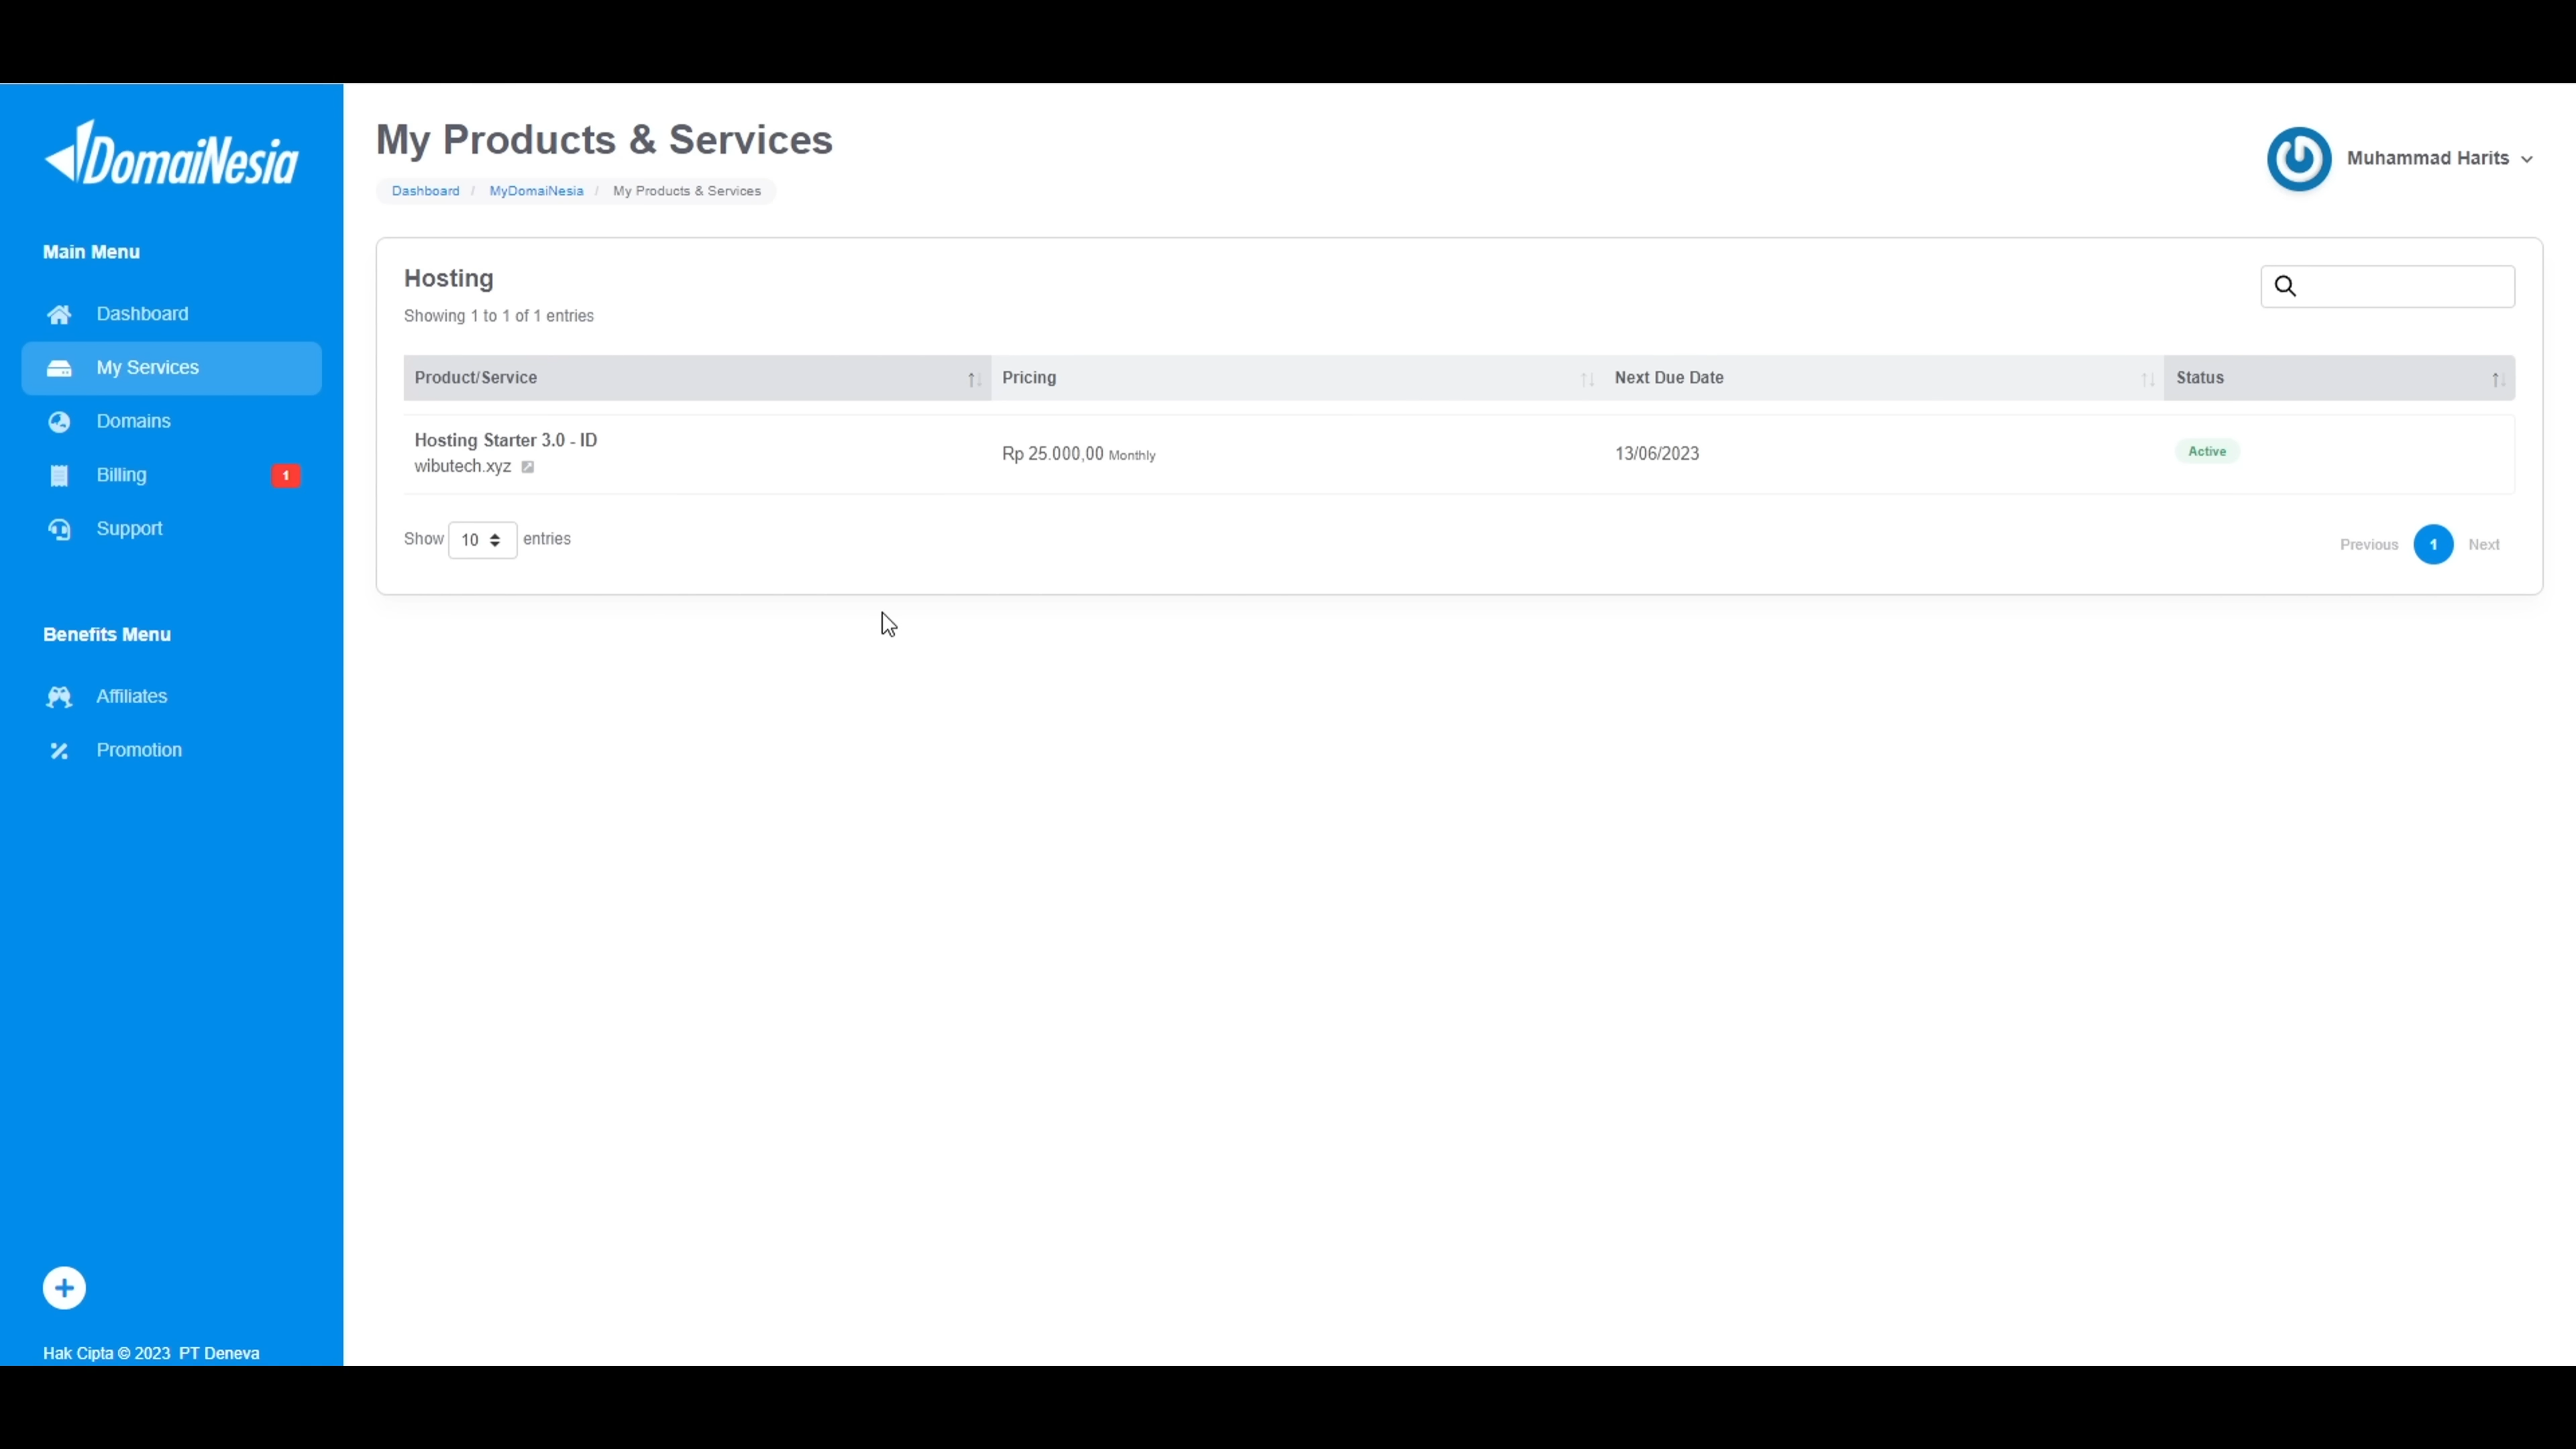 DomaiNesia
Main Menu
Dashboard
My Services
Domains
Billing 1
Support
Benefits Menu
Affiliates
Promotion
Hak Cipta © 2023 PT Deneva
My Products & Services
Dashboard / MyDomaiNesia / My Products & Services
Muhammad Harits
Hosting
Showing 1 to 1 of 1 entries
Product/Service Pricing Next Due Date Status
Hosting Starter 3.0 - ID
wibutech.xyz
Rp 25.000,00 Monthly
13/06/2023
Active
Show 10 entries
Previous 1 Next